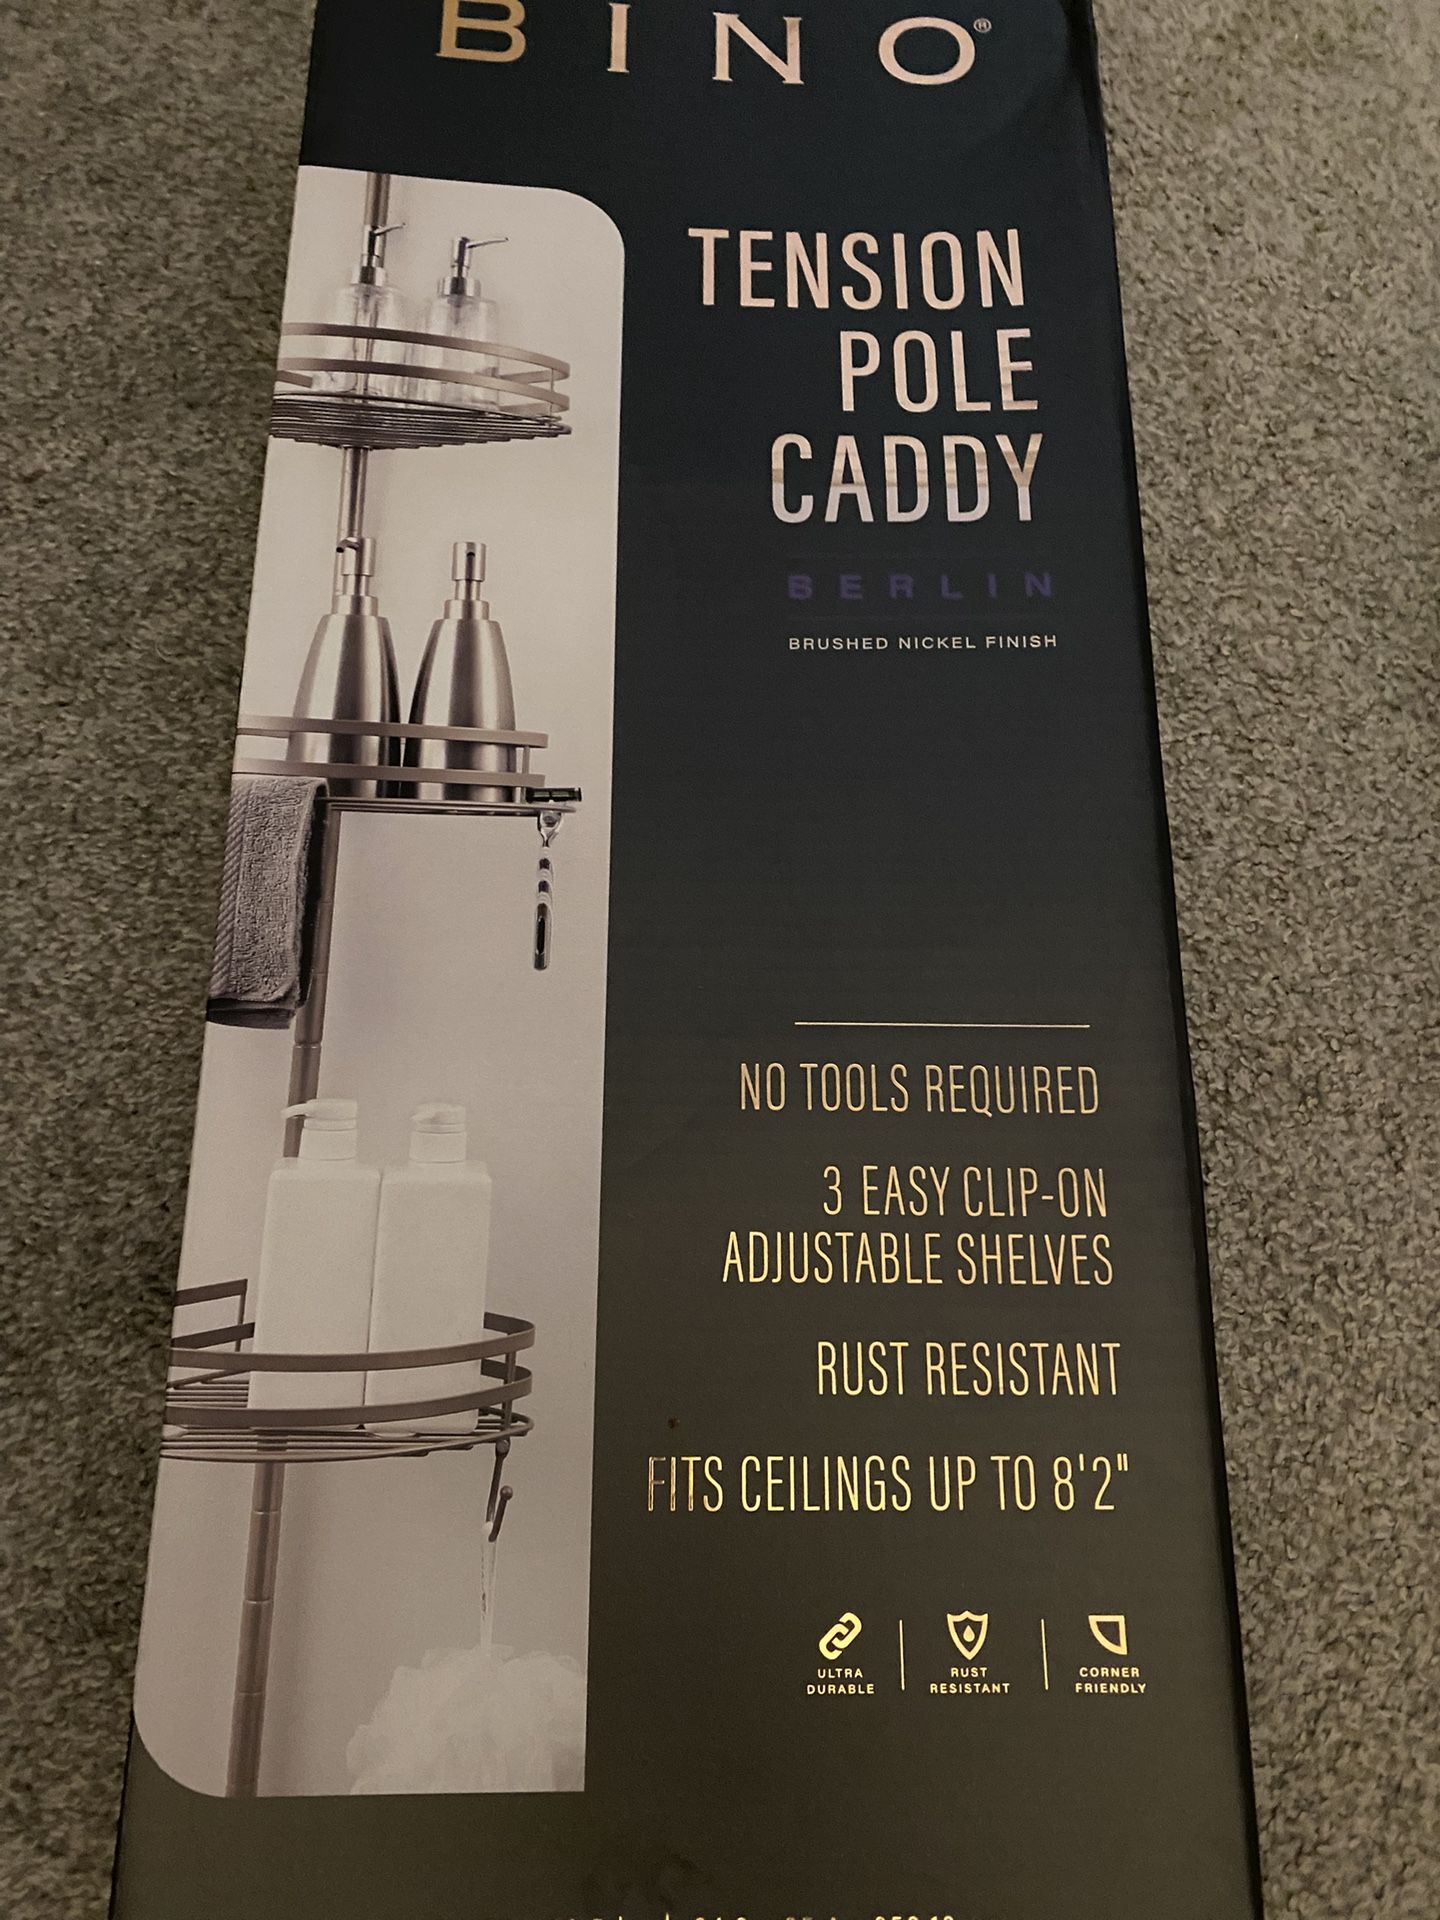 BINO®
TENSION
POLE
CADDY
BERLIN
BRUSHED NICKEL FINISH
NO TOOLS REQUIRED
3 EASY CLIP-ON
ADJUSTABLE SHELVES
RUST RESISTANT
FITS CEILINGS UP TO 8'2"
ULTRA
DURABLE
RUST
RESISTANT
CORNER
FRIENDLY